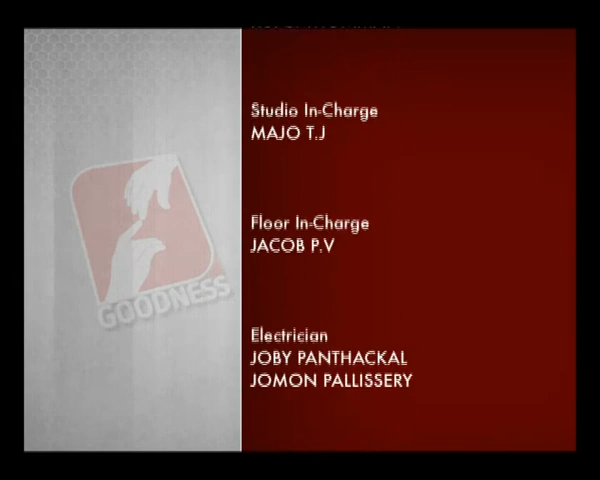 Studio In-Charge
MAJO T.J
Floor In-Charge
JACOB P.V
Electrician
JOBY PANTHACKAL
JOMON PALLISSERY
GOODNESS